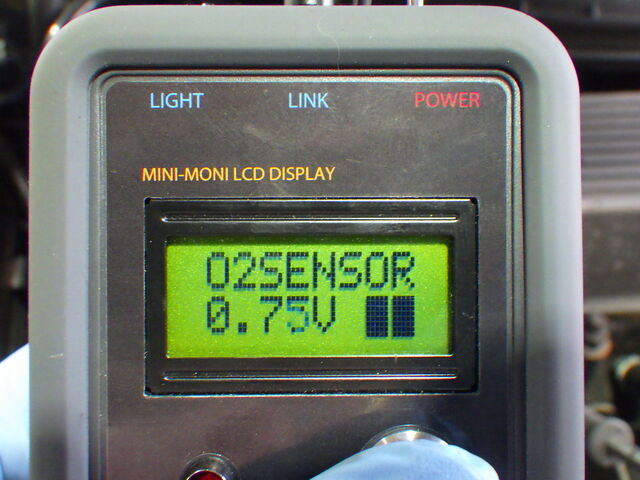 LIGHT LINK POWER
MINI-MONI LCD DISPLAY
O2SENSOR
0.75V